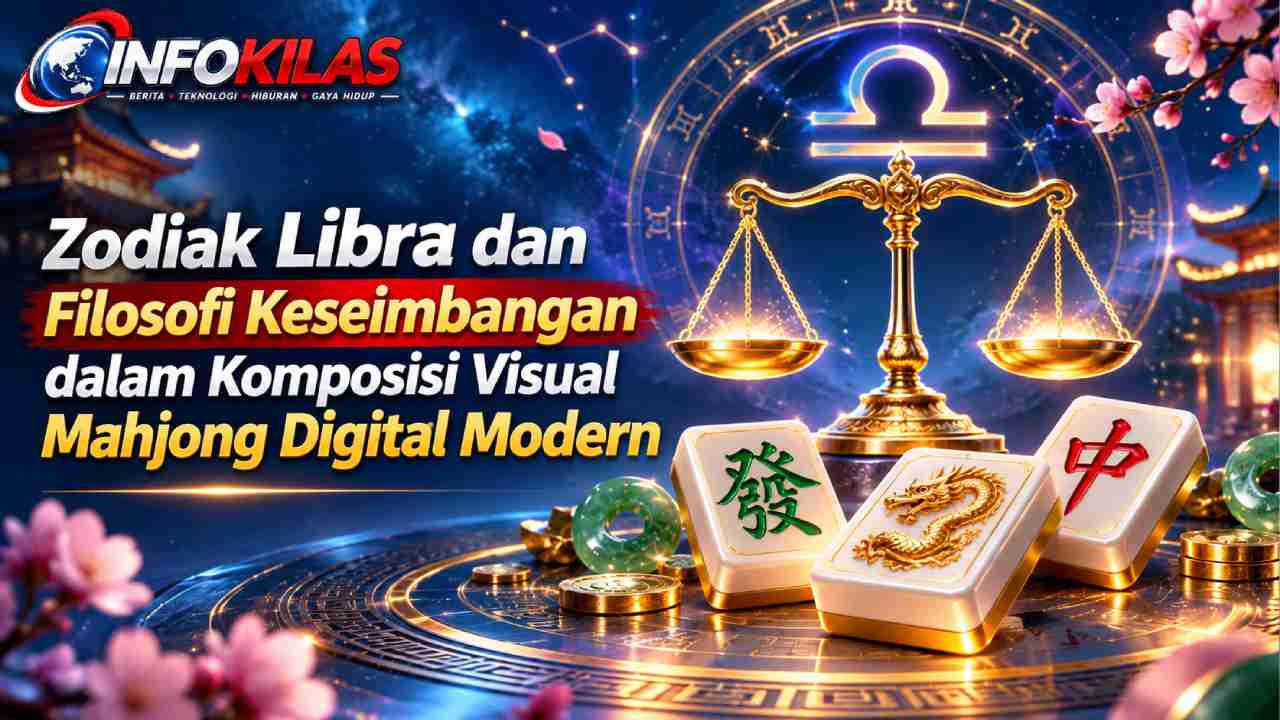 INFOKILAS
BERITA • TEKNOLOGI • HIBURAN • GAYA HIDUP
Zodiak Libra dan
Filosofi Keseimbangan
dalam Komposisi Visual
Mahjong Digital Modern
發
中